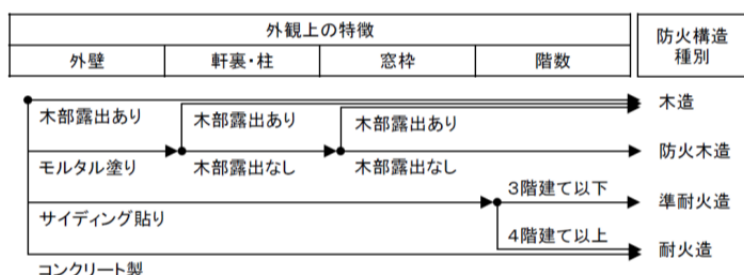 外観上の特徴
防火構造
種別
外壁
軒裏・柱
窓枠
階数
木造
木部露出あり
木部露出あり
木部露出あり
防火木造
モルタル塗り
木部露出なし
木部露出なし
3階建て以下
準耐火造
サイディング貼り
4階建て以上
耐火造
コンクリート製